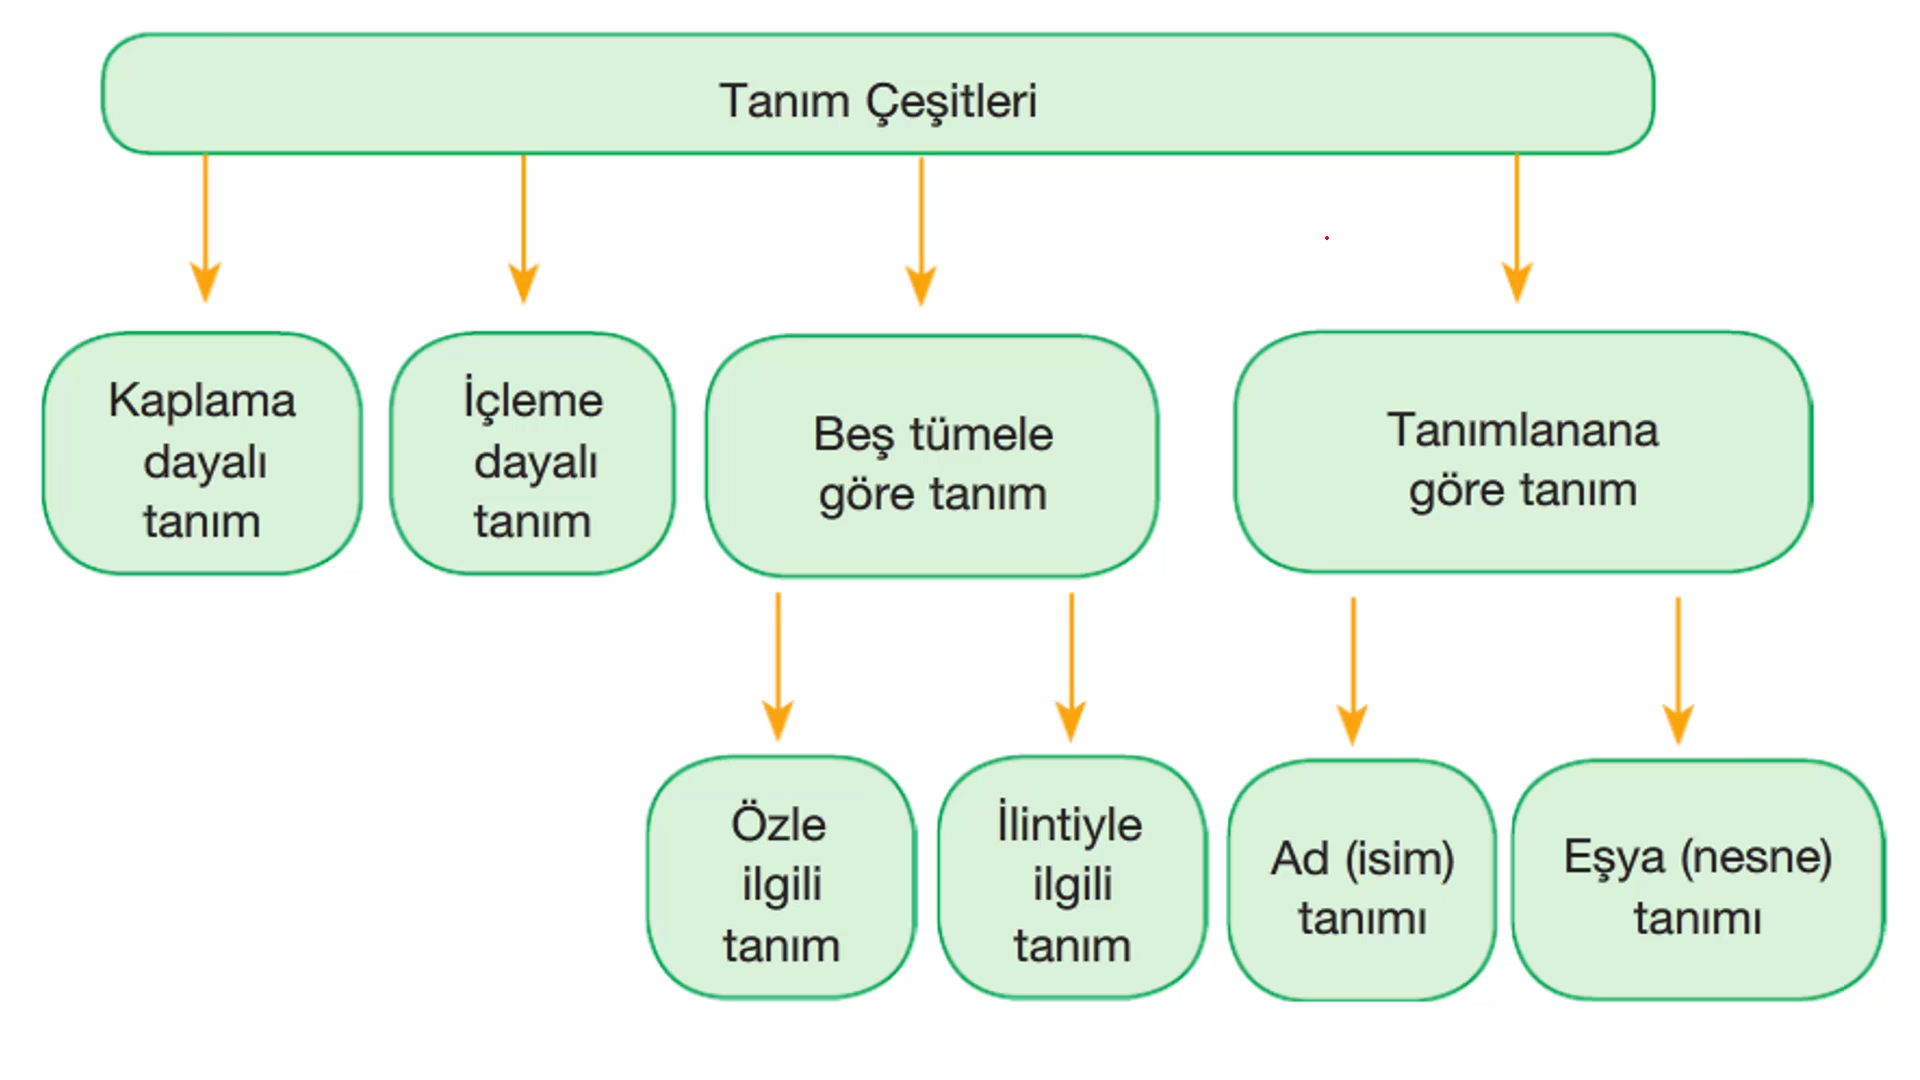 Tanım Çeşitleri
Kaplama
dayalı
tanım
İçleme
dayalı
tanım
Beş tümele
göre tanım
Tanımlanana
göre tanım
Özle
ilgili
tanım
İlintiyle
ilgili
tanım
Ad (isim)
tanımı
Eşya (nesne)
tanımı